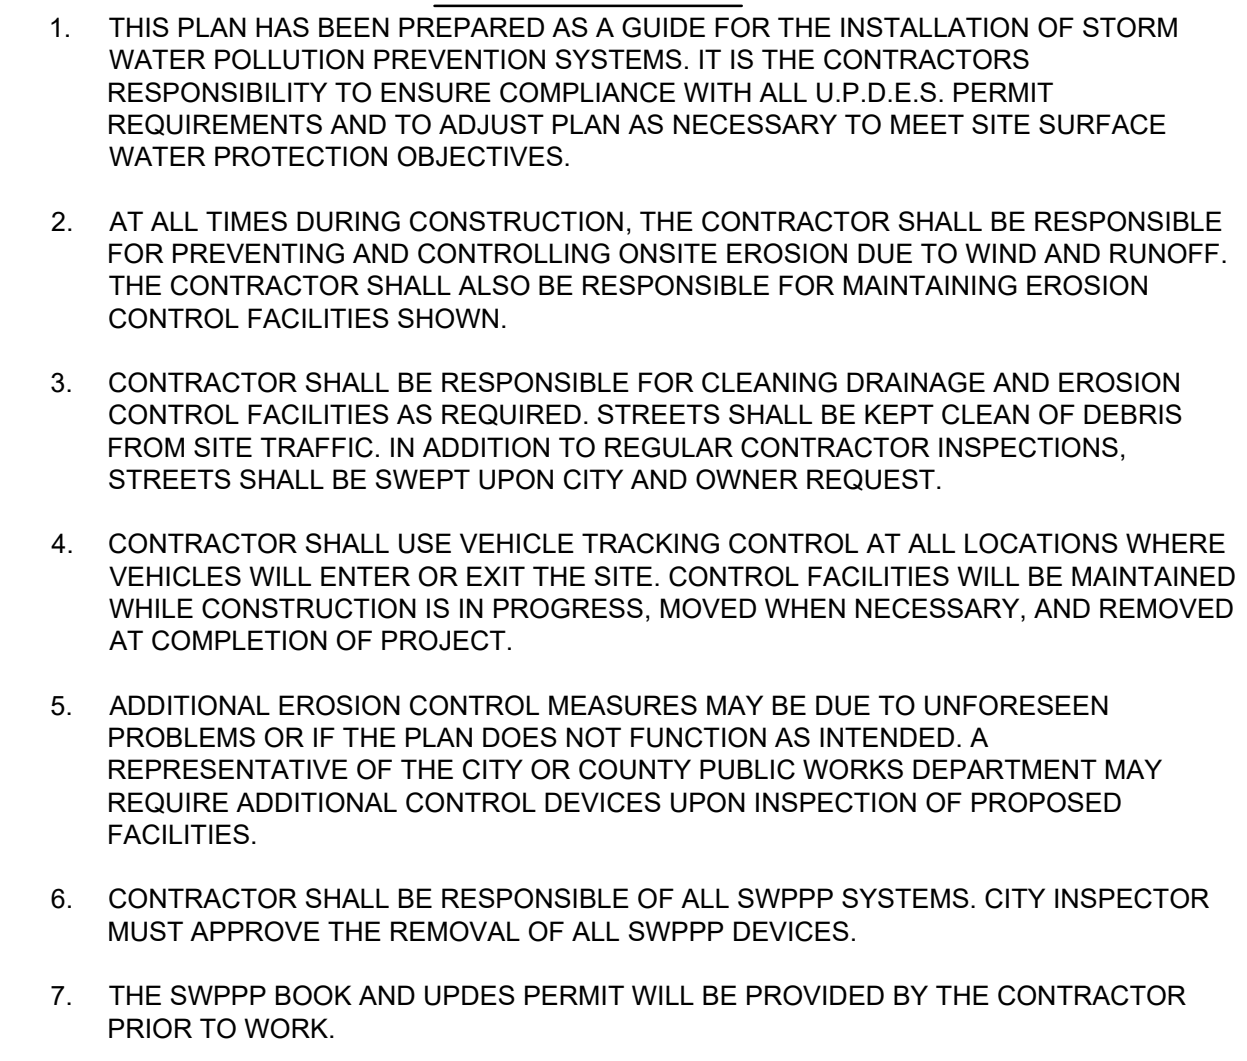 1. THIS PLAN HAS BEEN PREPARED AS A GUIDE FOR THE INSTALLATION OF STORM
WATER POLLUTION PREVENTION SYSTEMS. IT IS THE CONTRACTORS
RESPONSIBILITY TO ENSURE COMPLIANCE WITH ALL U.P.D.E.S. PERMIT
REQUIREMENTS AND TO ADJUST PLAN AS NECESSARY TO MEET SITE SURFACE
WATER PROTECTION OBJECTIVES.
2. AT ALL TIMES DURING CONSTRUCTION, THE CONTRACTOR SHALL BE RESPONSIBLE
FOR PREVENTING AND CONTROLLING ONSITE EROSION DUE TO WIND AND RUNOFF.
THE CONTRACTOR SHALL ALSO BE RESPONSIBLE FOR MAINTAINING EROSION
CONTROL FACILITIES SHOWN.
3. CONTRACTOR SHALL BE RESPONSIBLE FOR CLEANING DRAINAGE AND EROSION
CONTROL FACILITIES AS REQUIRED. STREETS SHALL BE KEPT CLEAN OF DEBRIS
FROM SITE TRAFFIC. IN ADDITION TO REGULAR CONTRACTOR INSPECTIONS,
STREETS SHALL BE SWEPT UPON CITY AND OWNER REQUEST.
4. CONTRACTOR SHALL USE VEHICLE TRACKING CONTROL AT ALL LOCATIONS WHERE
VEHICLES WILL ENTER OR EXIT THE SITE. CONTROL FACILITIES WILL BE MAINTAINED
WHILE CONSTRUCTION IS IN PROGRESS, MOVED WHEN NECESSARY, AND REMOVED
AT COMPLETION OF PROJECT.
5. ADDITIONAL EROSION CONTROL MEASURES MAY BE DUE TO UNFORESEEN
PROBLEMS OR IF THE PLAN DOES NOT FUNCTION AS INTENDED. A
REPRESENTATIVE OF THE CITY OR COUNTY PUBLIC WORKS DEPARTMENT MAY
REQUIRE ADDITIONAL CONTROL DEVICES UPON INSPECTION OF PROPOSED
FACILITIES.
6. CONTRACTOR SHALL BE RESPONSIBLE OF ALL SWPPP SYSTEMS. CITY INSPECTOR
MUST APPROVE THE REMOVAL OF ALL SWPPP DEVICES.
7. THE SWPPP BOOK AND UPDES PERMIT WILL BE PROVIDED BY THE CONTRACTOR
PRIOR TO WORK.